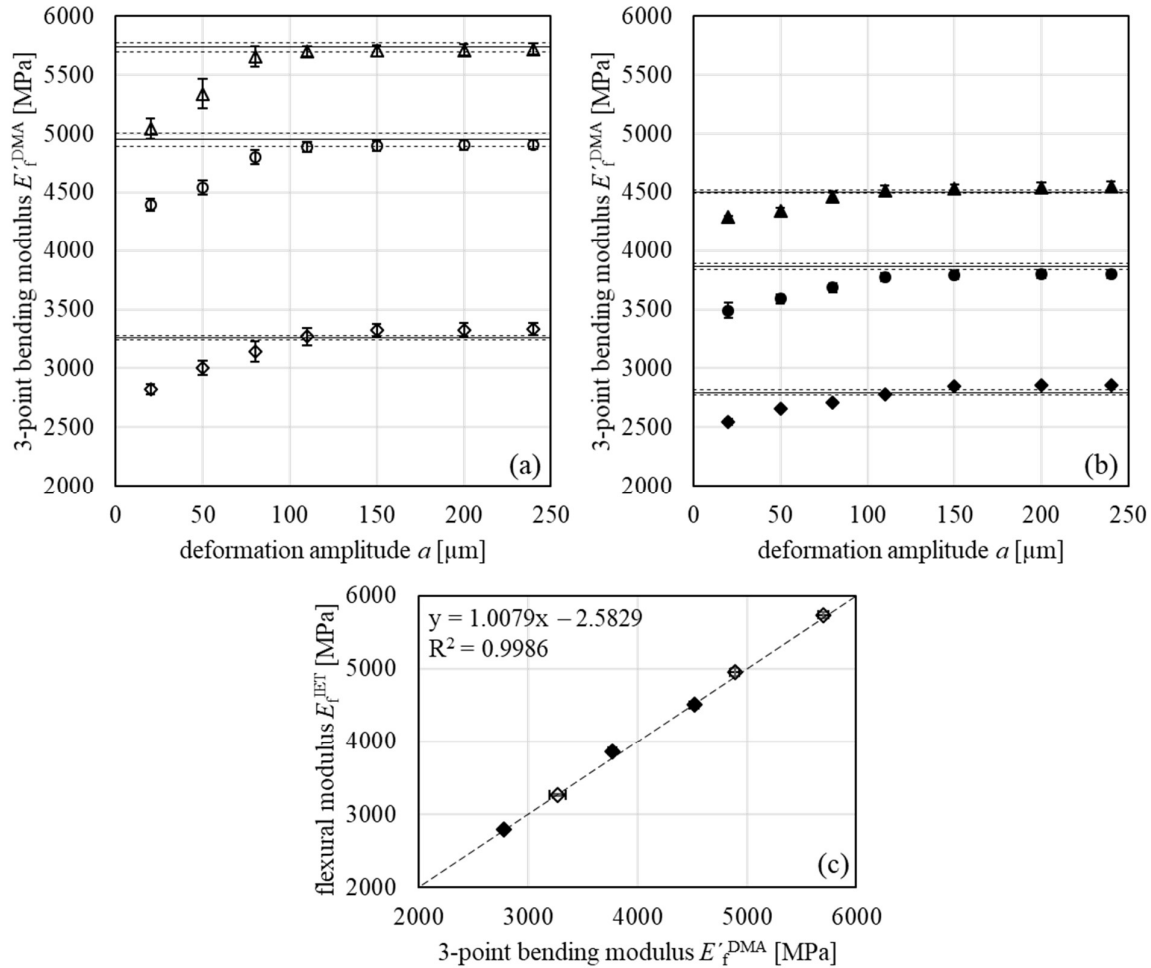 3-point bending modulus E′f^DMA [MPa]
6000
5500
5000
4500
4000
3500
3000
2500
2000
(a)
0 50 100 150 200 250
deformation amplitude a [µm]
3-point bending modulus E′f^DMA [MPa]
6000
5500
5000
4500
4000
3500
3000
2500
2000
(b)
0 50 100 150 200 250
deformation amplitude a [µm]
flexural modulus Ef^IET [MPa]
6000
5000
4000
3000
2000
y = 1.0079x – 2.5829
R² = 0.9986
(c)
2000 3000 4000 5000 6000
3-point bending modulus E′f^DMA [MPa]